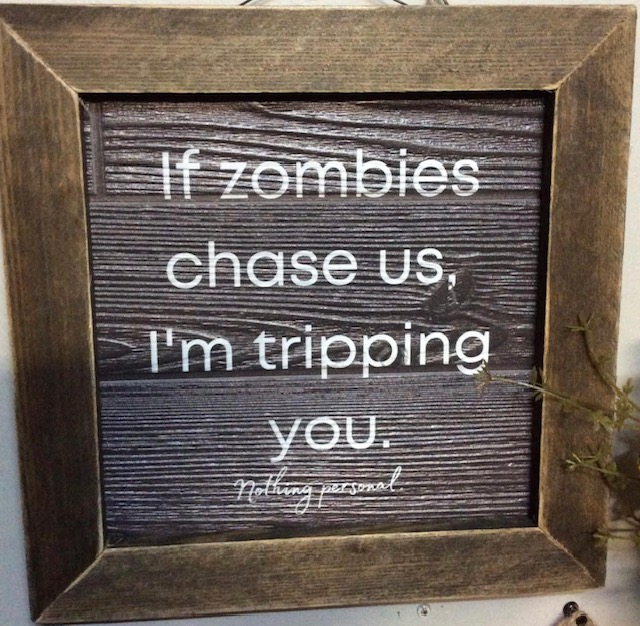 If zombies
chase us,
I'm tripping
you.
Nothing personal.